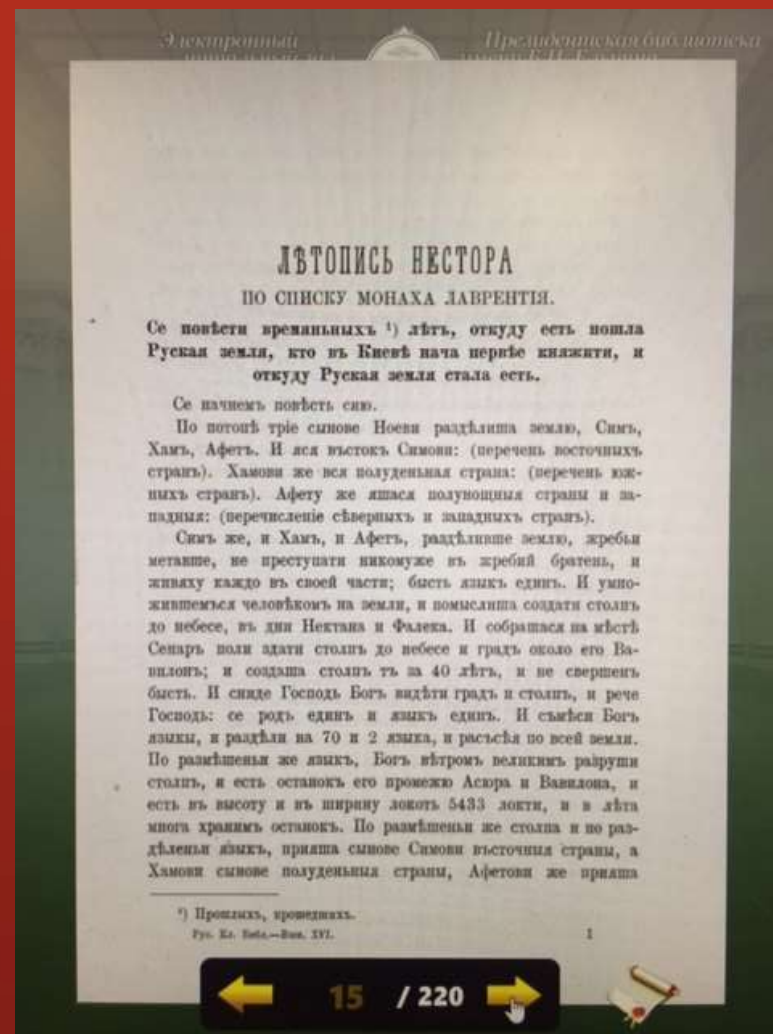 Электронный Президентская библиотека
имени Б.Н. Ельцина
ЛѢТОПИСЬ НЕСТОРА
ПО СПИСКУ МОНАХА ЛАВРЕНТІЯ.
Се повѣсти времяньныхъ ¹) лѣтъ, откуду есть пошла
Руская земля, кто въ Киевѣ нача первѣе княжити, и
откуду Руская земля стала есть.
Се начнемъ повѣсть сию.
По потопѣ тріе сынове Ноеви раздѣлиша землю, Симъ,
Хамъ, Афетъ. И яся въстокъ Симови: (перечень восточныхъ
странъ). Хамови же вся полуденьная страна: (перечень юж-
ныхъ странъ). Афету же яшася полунощныя страны и за-
падныя: (перечисленіе сѣверныхъ и западныхъ странъ).
Симъ же, и Хамъ, и Афетъ, раздѣливше землю, жребьи
метавше, не преступати никомуже въ жребий братень, и
живяху каждо въ своей части; бысть языкъ единъ. И умно-
жившемъся человѣкомъ на земли, и помыслиша создати столпъ
до небесе, въ дни Нектана и Фалека. И собрашася на мѣстѣ
Сенаръ поли здати столпъ до небесе и градъ около его Ва-
вилонъ; и создаша столпъ тъ за 40 лѣтъ, и не свершенъ
бысть. И сниде Господь Богъ видѣти градъ и столпъ, и рече
Господь: се родъ единъ и языкъ единъ. И съмѣси Богъ
языки, и раздѣли на 70 и 2 языка, и расъсѣя по всей земли.
По размѣшеньи же языкъ, Богъ вѣтромъ великимъ разруши
столпъ, и есть останокъ его промежю Асюра и Вавилона, и
есть въ высоту и въ ширину локотъ 5433 локти, и в лѣта
многа хранимъ останокъ. По размѣшеньи же столпа и по раз-
дѣленьи языкъ, прияша сынове Симови въсточныя страны, а
Хамови сынове полуденьныя страны, Афетови же прияша
¹) Прошлыхъ, прошедшихъ.
Рус. Кл. Библ.—Вып. XVI. 1
15 / 220